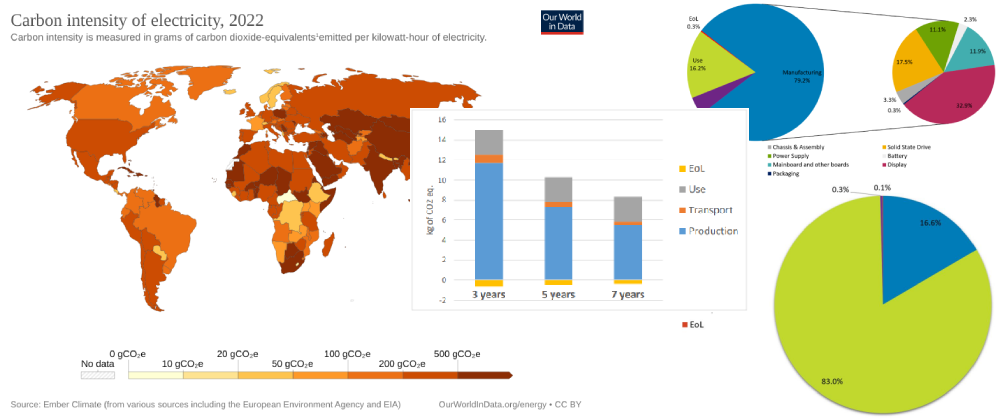 Carbon intensity of electricity, 2022
Carbon intensity is measured in grams of carbon dioxide-equivalents¹emitted per kilowatt-hour of electricity.
Our World
in Data
No data
0 gCO₂e
10 gCO₂e
20 gCO₂e
50 gCO₂e
100 gCO₂e
200 gCO₂e
500 gCO₂e
Source: Ember Climate (from various sources including the European Environment Agency and EIA)
OurWorldInData.org/energy • CC BY
kg of CO2 eq.
16
14
12
10
8
6
4
2
0
-2
3 years
5 years
7 years
EoL
Use
Transport
Production
EoL
EoL
0.3%
Use
16.2%
Manufacturing
79.2%
2.3%
11.1%
11.9%
17.5%
3.3%
0.3%
32.9%
Chassis & Assembly
Solid State Drive
Power Supply
Battery
Mainboard and other boards
Display
Packaging
0.3%
0.1%
16.6%
83.0%